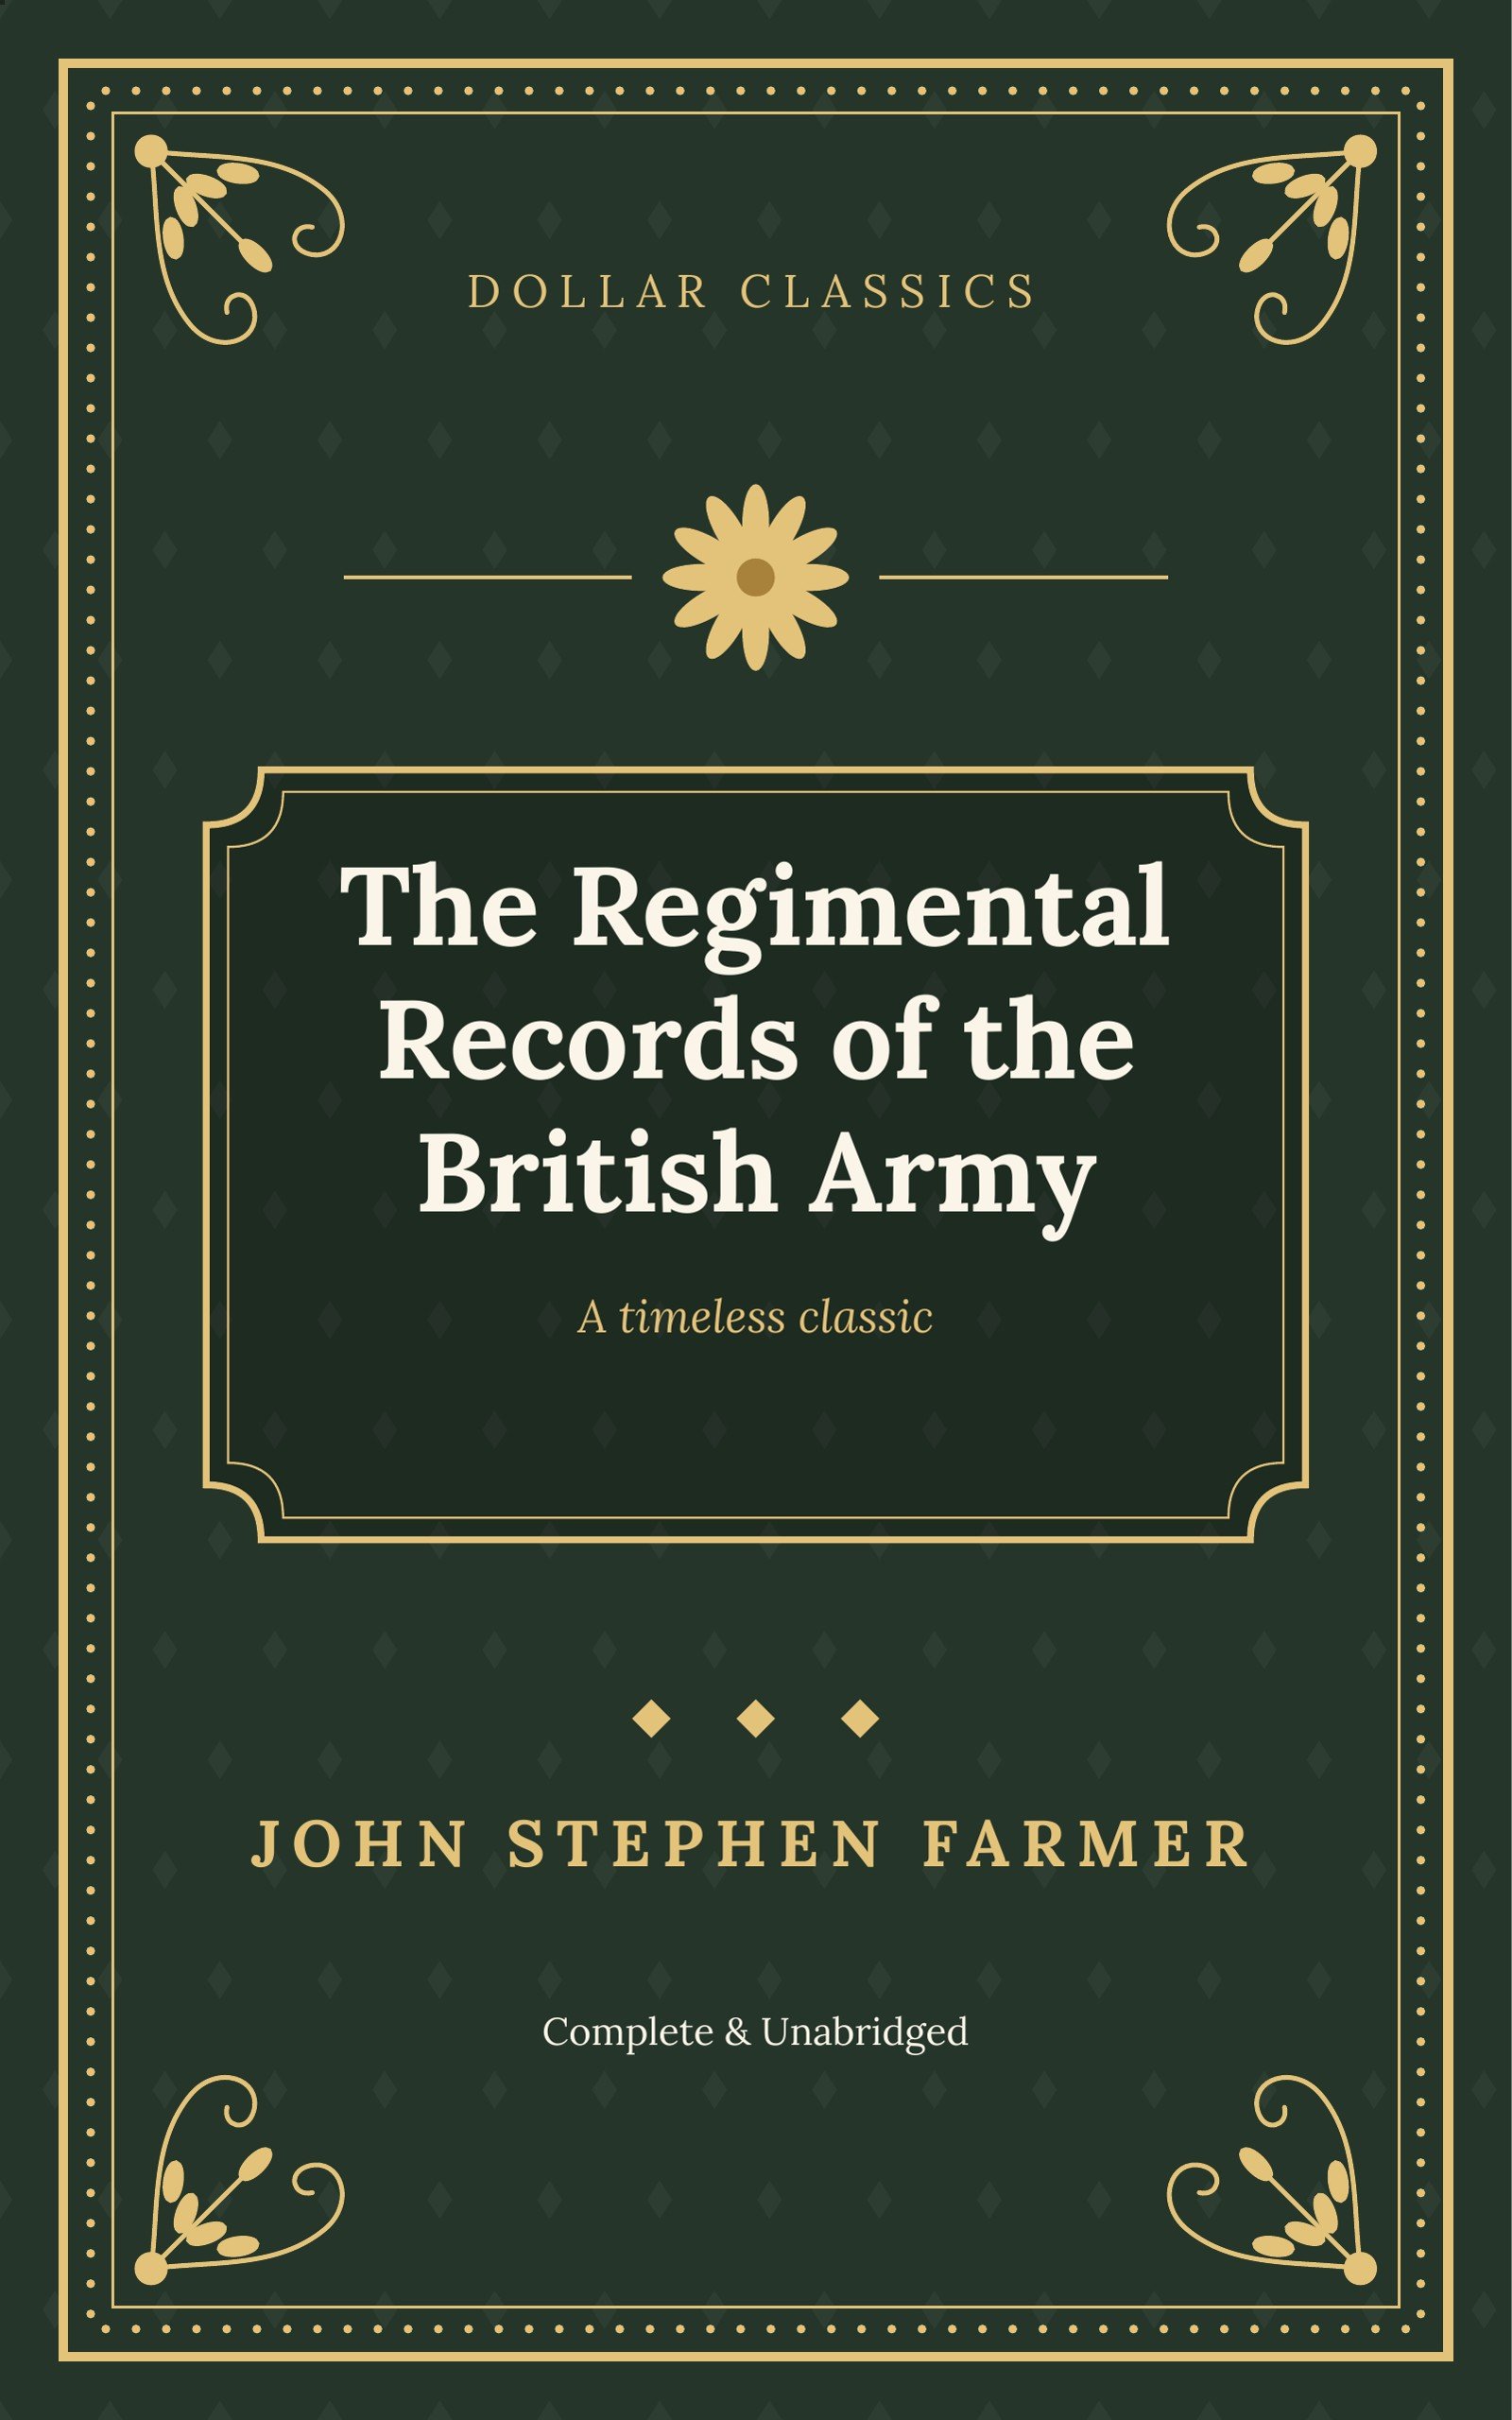 DOLLAR CLASSICS
The Regimental
Records of the
British Army
A timeless classic
JOHN STEPHEN FARMER
Complete & Unabridged